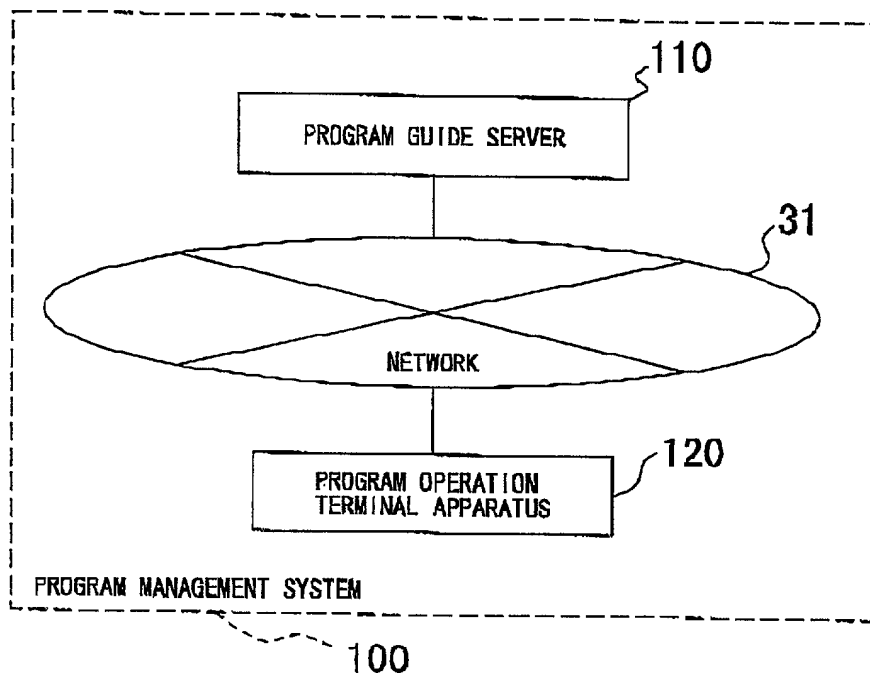 110
PROGRAM GUIDE SERVER
31
NETWORK
120
PROGRAM OPERATION
TERMINAL APPARATUS
PROGRAM MANAGEMENT SYSTEM
100